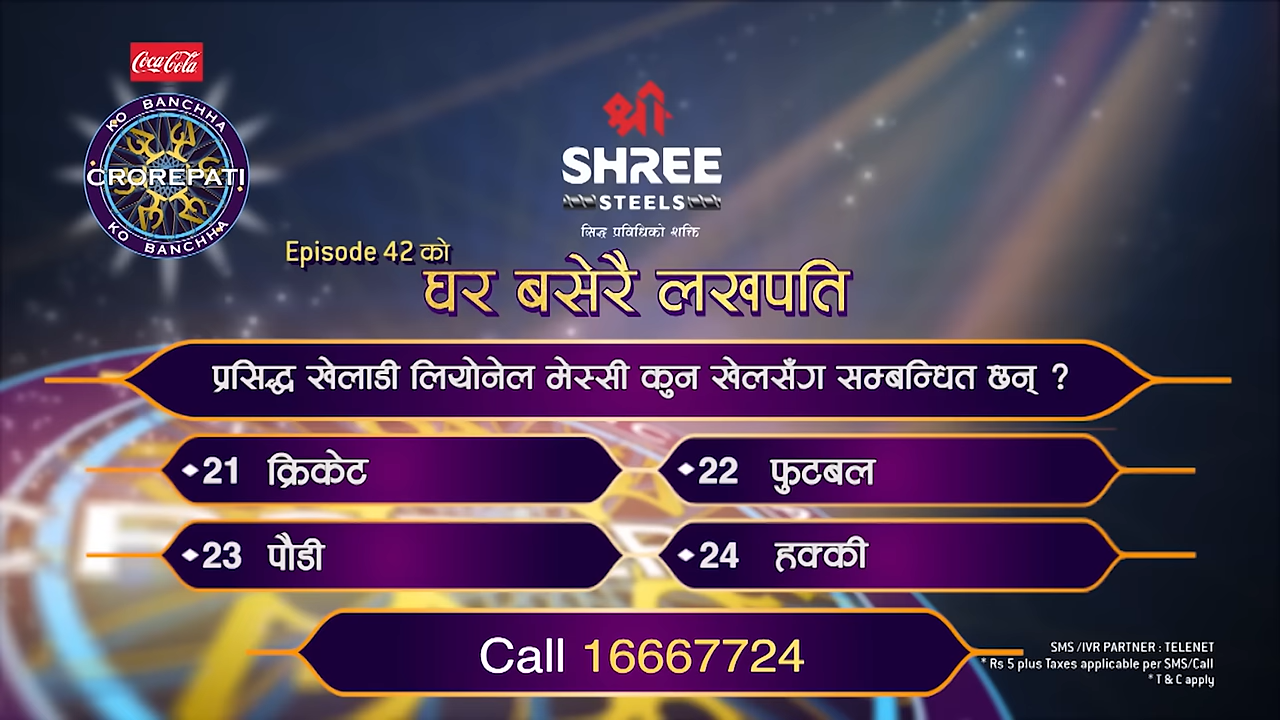 Coca-Cola
KO BANCHHA
CROREPATI
KO BANCHHA
श्री
SHREE
STEELS
सिद्ध प्रविधिको शक्ति
Episode 42 को
घर बसेरै लखपति
प्रसिद्ध खेलाडी लियोनेल मेस्सी कुन खेलसँग सम्बन्धित छन् ?
21 क्रिकेट
22 फुटबल
23 पौडी
24 हक्की
Call 16667724
SMS /IVR PARTNER : TELENET
* Rs 5 plus Taxes applicable per SMS/Call
* T & C apply